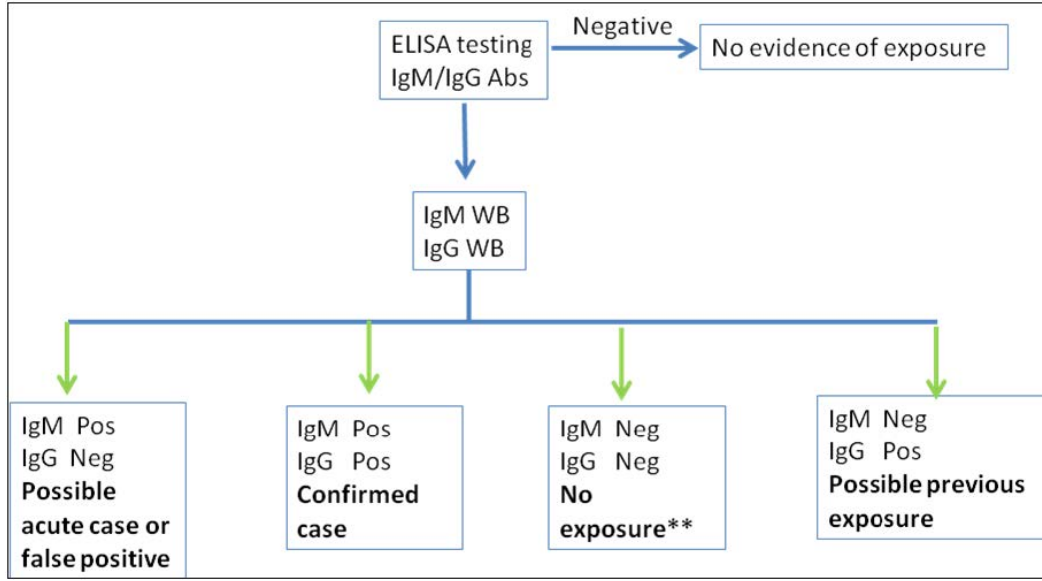 Negative
ELISA testing
IgM/IgG Abs
No evidence of exposure
IgM WB
IgG WB
IgM Pos
IgG Neg
Possible
acute case or
false positive
IgM Pos
IgG Pos
Confirmed
case
IgM Neg
IgG Neg
No
exposure**
IgM Neg
IgG Pos
Possible previous
exposure